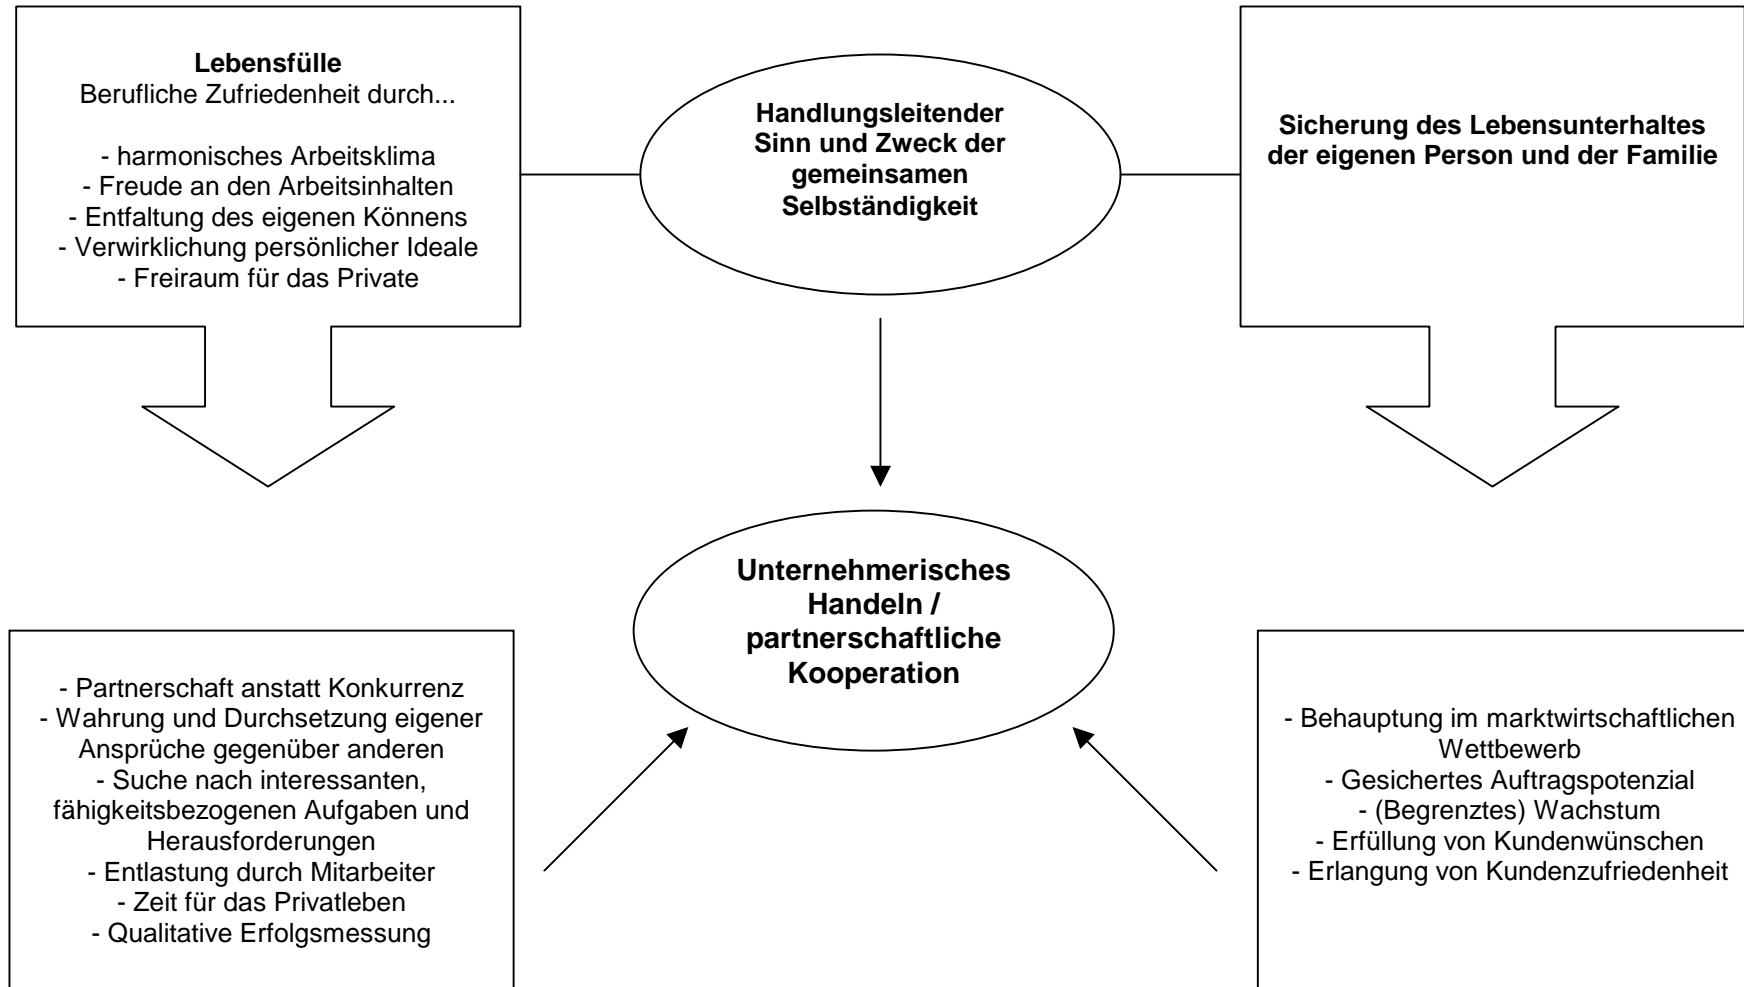 Lebensfülle
Berufliche Zufriedenheit durch...
- harmonisches Arbeitsklima
- Freude an den Arbeitsinhalten
- Entfaltung des eigenen Könnens
- Verwirklichung persönlicher Ideale
- Freiraum für das Private
Handlungsleitender
Sinn und Zweck der
gemeinsamen
Selbständigkeit
Sicherung des Lebensunterhaltes
der eigenen Person und der Familie
Unternehmerisches
Handeln /
partnerschaftliche
Kooperation
- Partnerschaft anstatt Konkurrenz
- Wahrung und Durchsetzung eigener
Ansprüche gegenüber anderen
- Suche nach interessanten,
fähigkeitsbezogenen Aufgaben und
Herausforderungen
- Entlastung durch Mitarbeiter
- Zeit für das Privatleben
- Qualitative Erfolgsmessung
- Behauptung im marktwirtschaftlichen
Wettbewerb
- Gesichertes Auftragspotenzial
- (Begrenztes) Wachstum
- Erfüllung von Kundenwünschen
- Erlangung von Kundenzufriedenheit